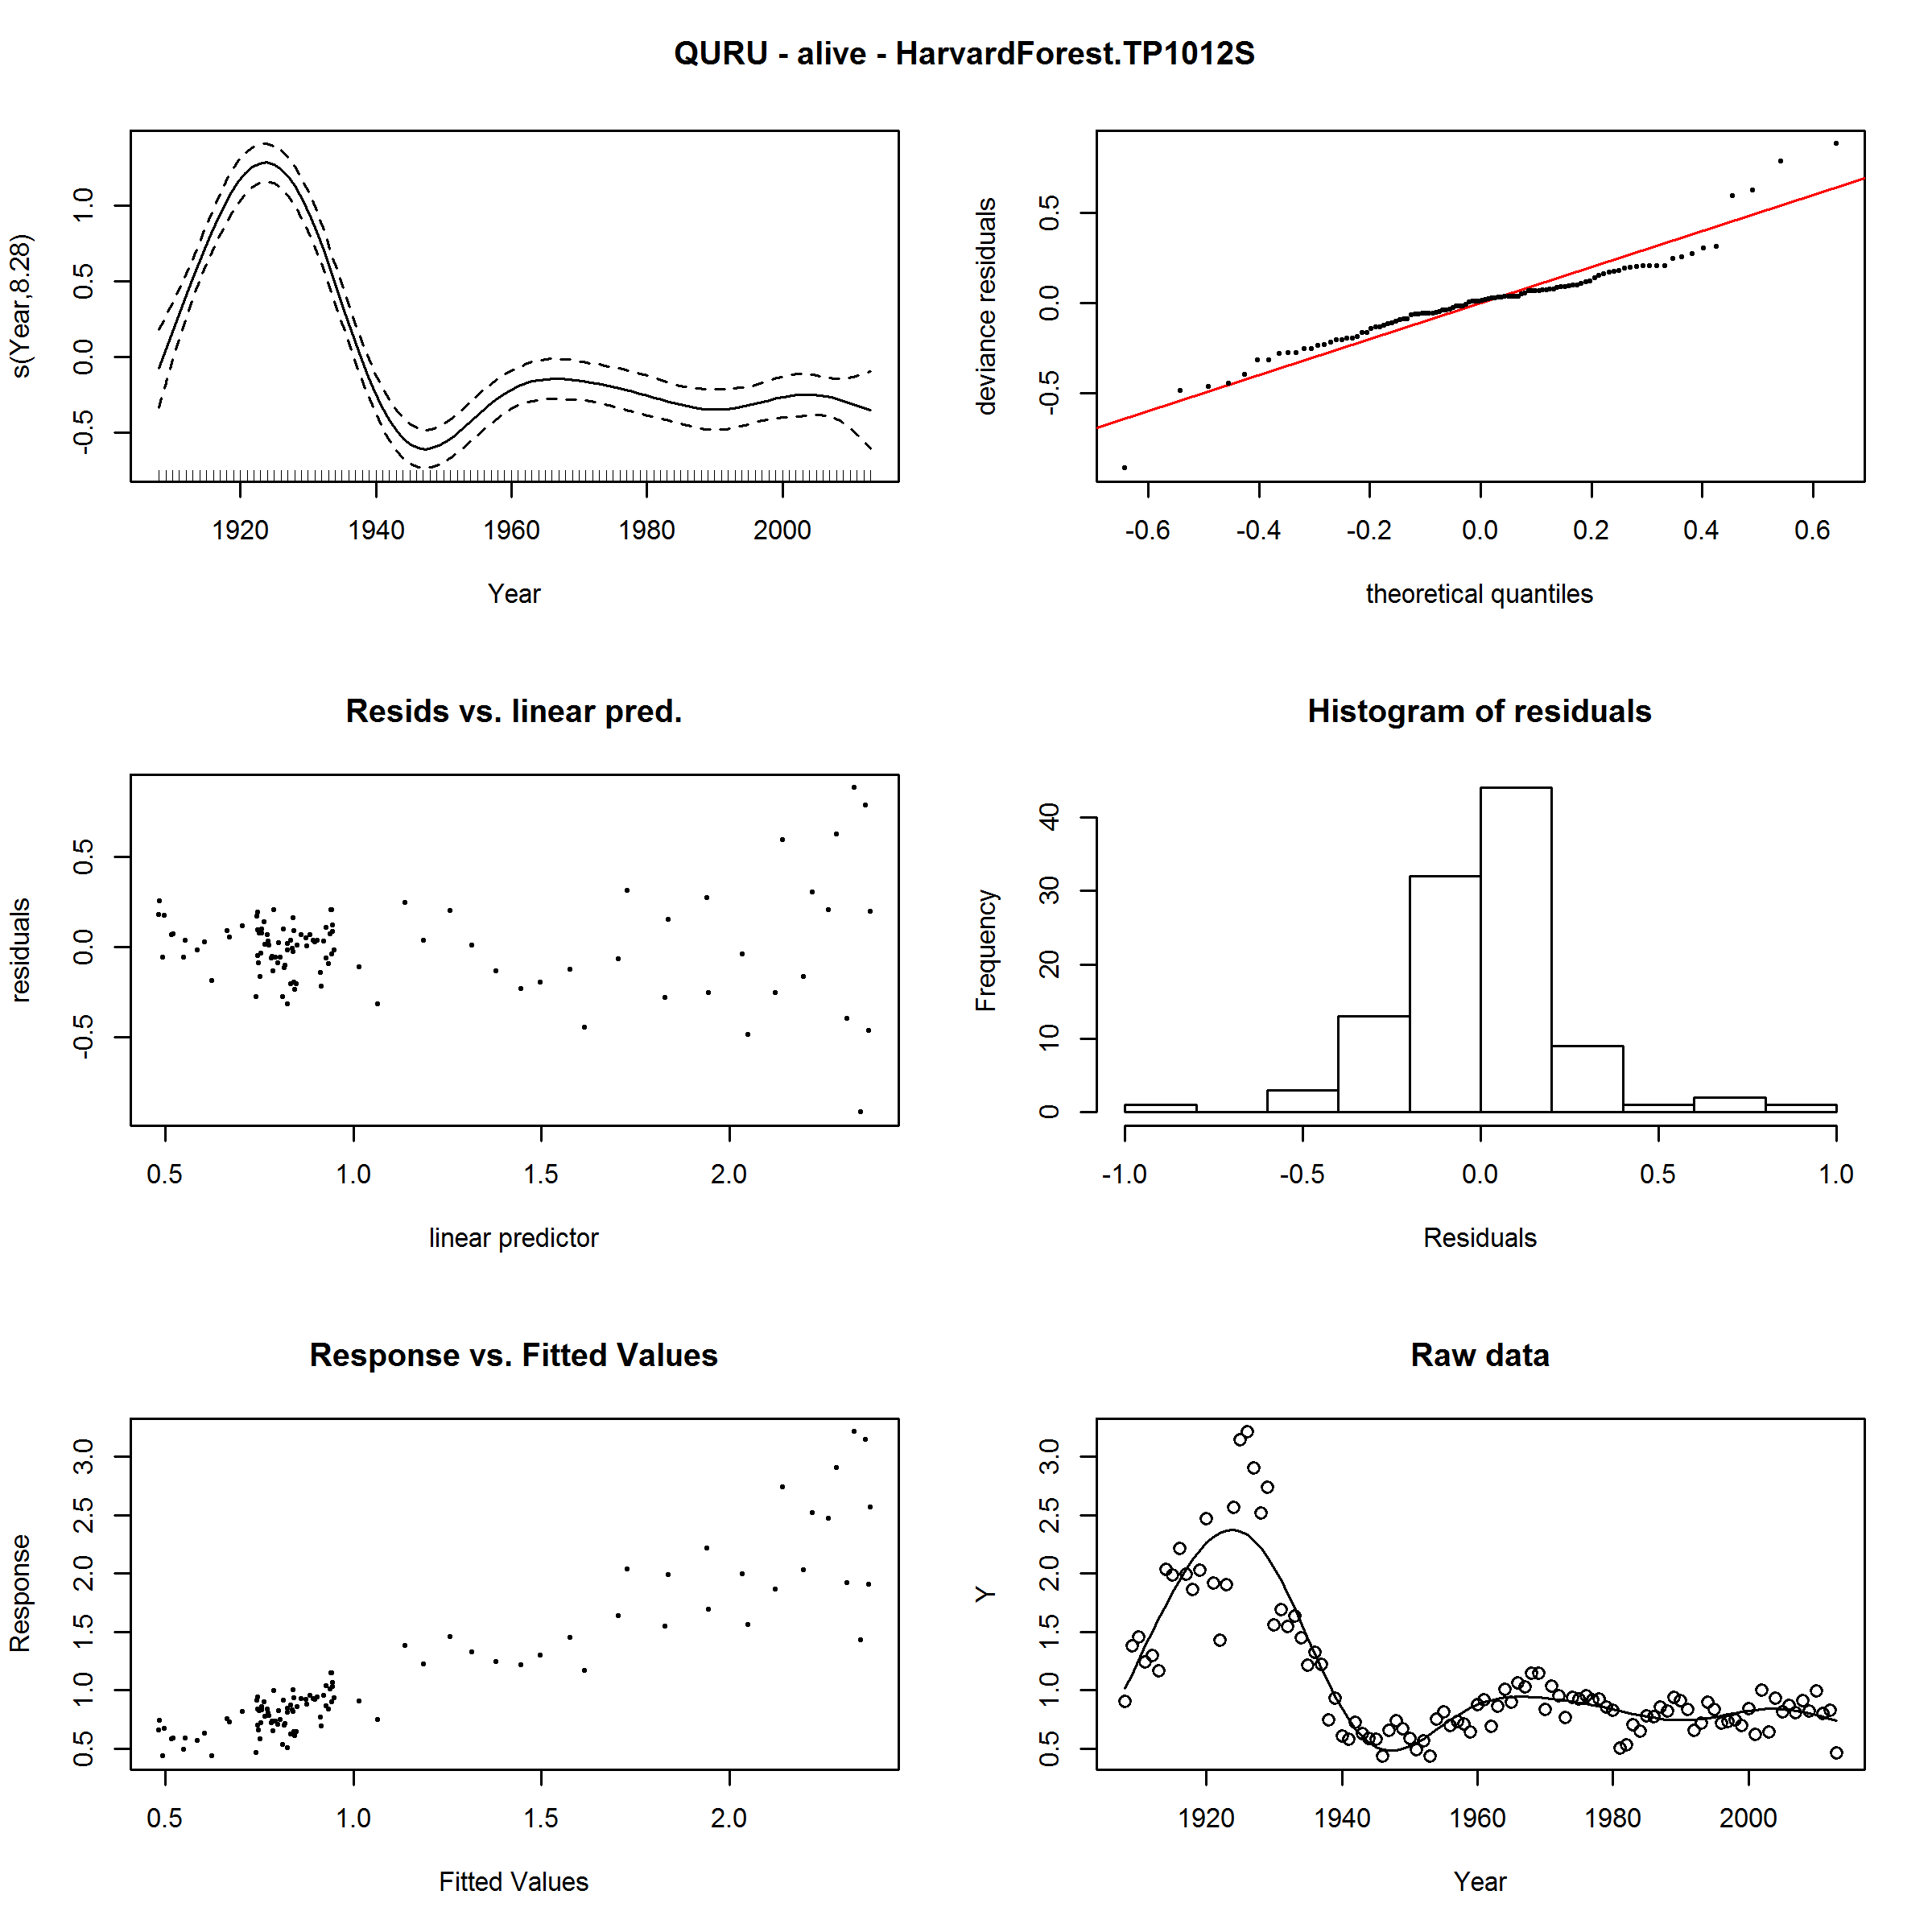 QURU - alive - HarvardForest.TP1012S
s(Year,8.28)
-0.5 0.0 0.5 1.0
1920 1940 1960 1980 2000
Year
deviance residuals
-0.5 0.0 0.5
-0.6 -0.4 -0.2 0.0 0.2 0.4 0.6
theoretical quantiles
Resids vs. linear pred.
residuals
-0.5 0.0 0.5
0.5 1.0 1.5 2.0
linear predictor
Histogram of residuals
Frequency
0 10 20 30 40
-1.0 -0.5 0.0 0.5 1.0
Residuals
Response vs. Fitted Values
Response
0.5 1.0 1.5 2.0 2.5 3.0
0.5 1.0 1.5 2.0
Fitted Values
Raw data
Y
0.5 1.0 1.5 2.0 2.5 3.0
1920 1940 1960 1980 2000
Year